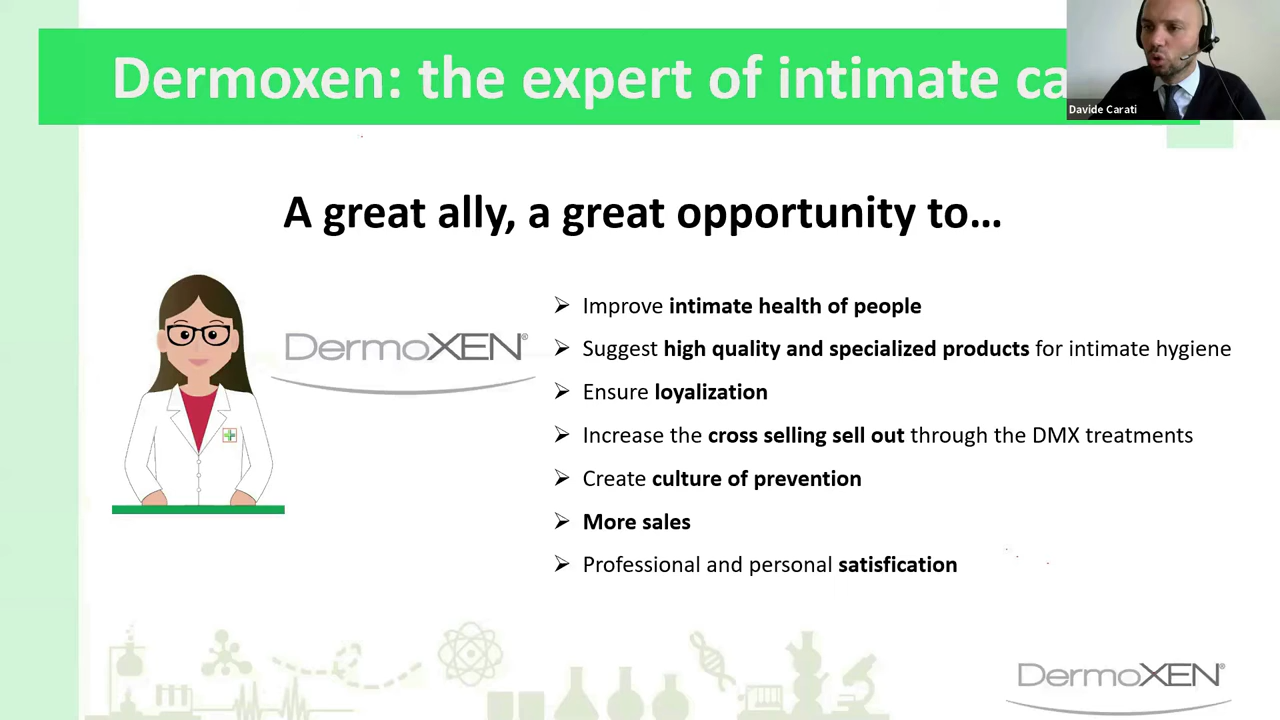 Dermoxen: the expert of intimate
Davide Carati
A great ally, a great opportunity to…
DermoXEN®
Improve intimate health of people
Suggest high quality and specialized products for intimate hygiene
Ensure loyalization
Increase the cross selling sell out through the DMX treatments
Create culture of prevention
More sales
Professional and personal satisfication
DermoXEN®